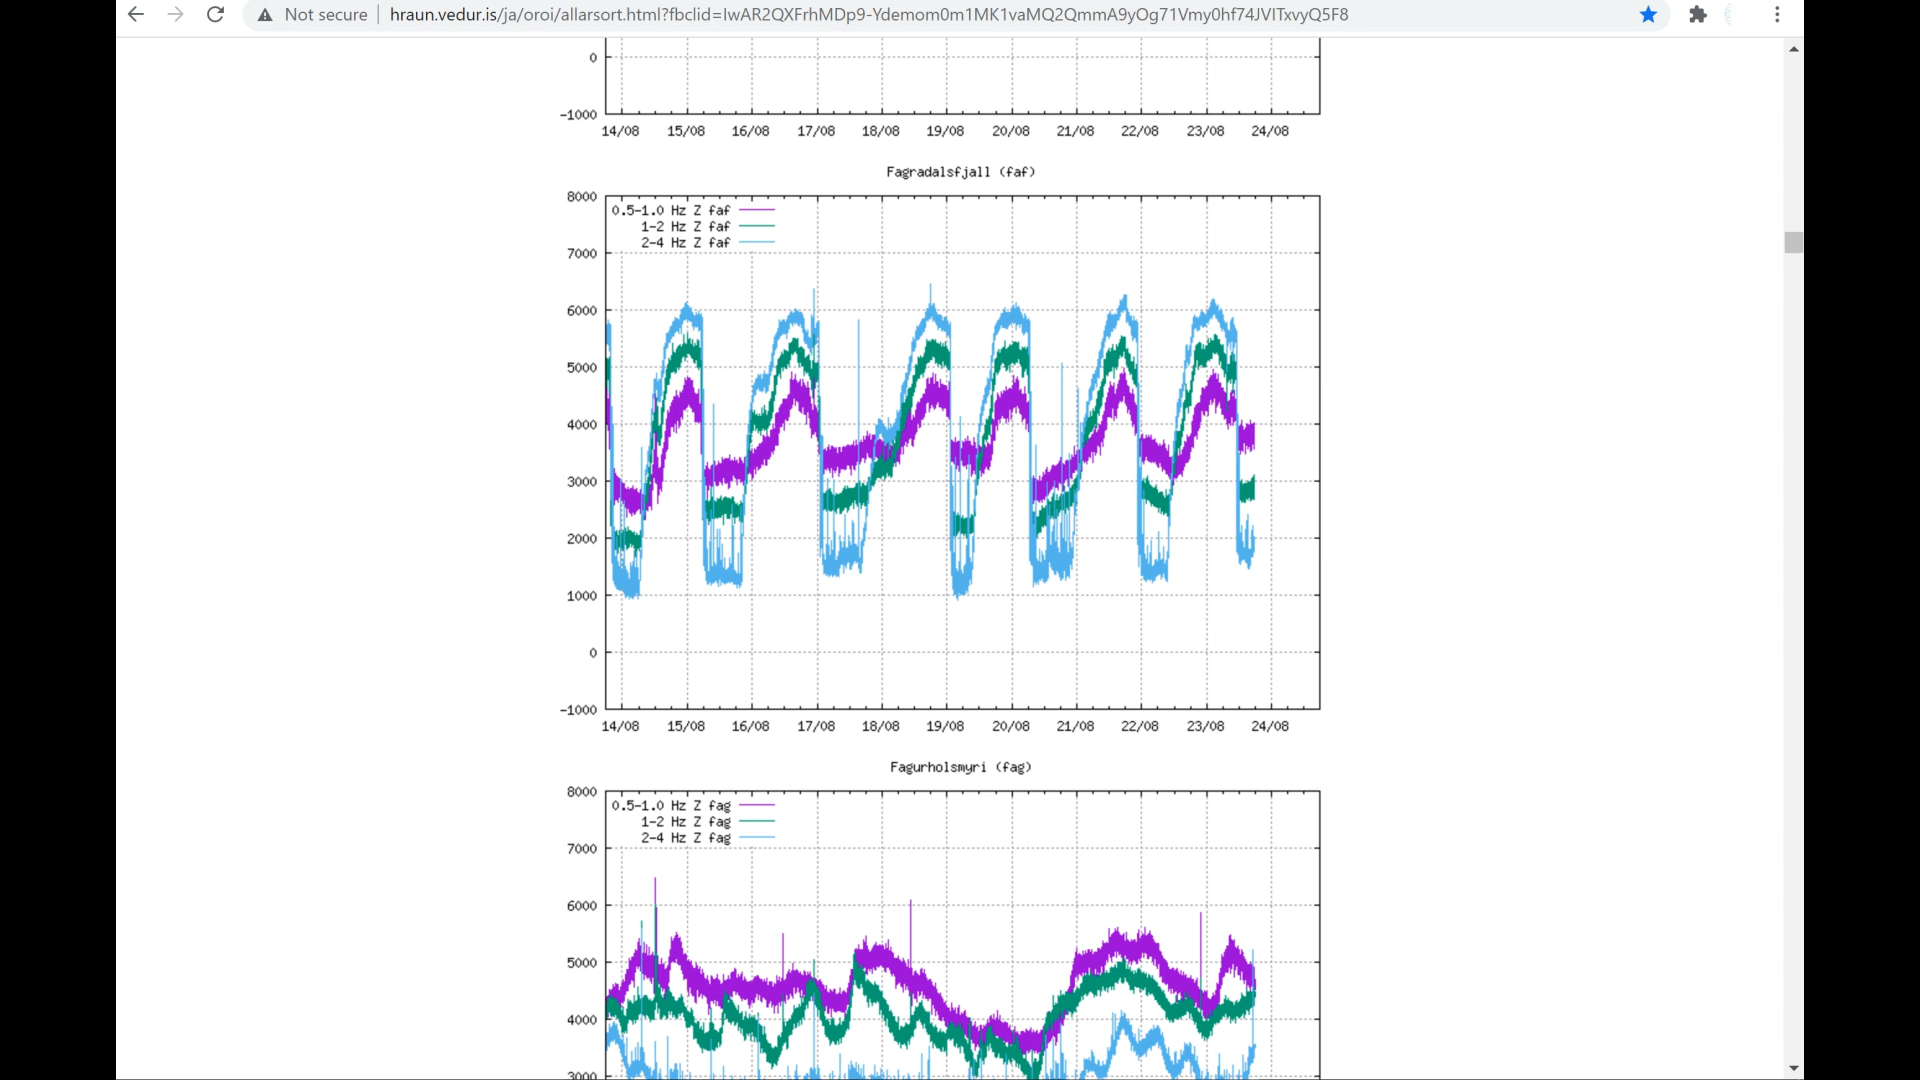 Not secure | hraun.vedur.is/ja/oroi/allarsort.html?fbclid=IwAR2QXFrhMDp9-Ydemom0m1MK1vaMQ2QmmA9yOg71Vmy0hf74JVITxvyQ5F8
0
-1000
14/08 15/08 16/08 17/08 18/08 19/08 20/08 21/08 22/08 23/08 24/08
Fagradalsfjall (faf)
8000
0.5-1.0 Hz Z faf
1-2 Hz Z faf
2-4 Hz Z faf
7000
6000
5000
4000
3000
2000
1000
0
-1000
14/08 15/08 16/08 17/08 18/08 19/08 20/08 21/08 22/08 23/08 24/08
Fagurholsmyri (fag)
8000
0.5-1.0 Hz Z fag
1-2 Hz Z fag
2-4 Hz Z fag
7000
6000
5000
4000
3000